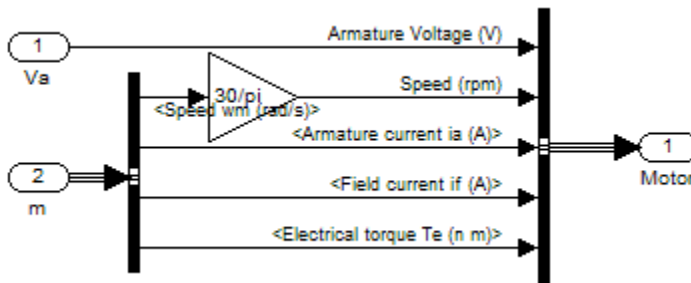 Armature Voltage (V)
1
Va
30/pi
Speed (rpm)
<Speed wm (rad/s)>
<Armature current ia (A)>
1
Motor
2
m
<Field current if (A)>
<Electrical torque Te (n m)>